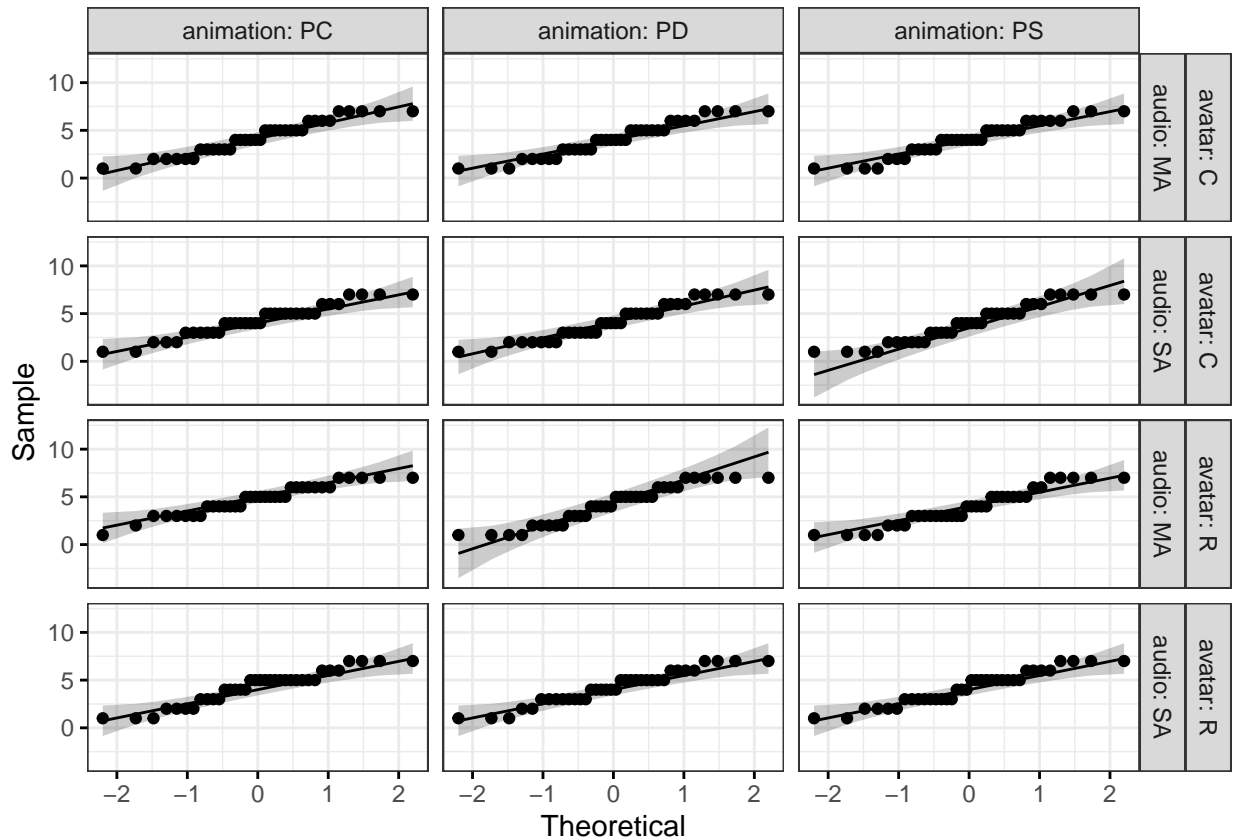 animation: PC
animation: PD
animation: PS
10
5
0
audio: MA
avatar: C
10
5
0
audio: SA
avatar: C
10
5
0
audio: MA
avatar: R
10
5
0
audio: SA
avatar: R
Sample
−2 −1 0 1 2
−2 −1 0 1 2
−2 −1 0 1 2
Theoretical